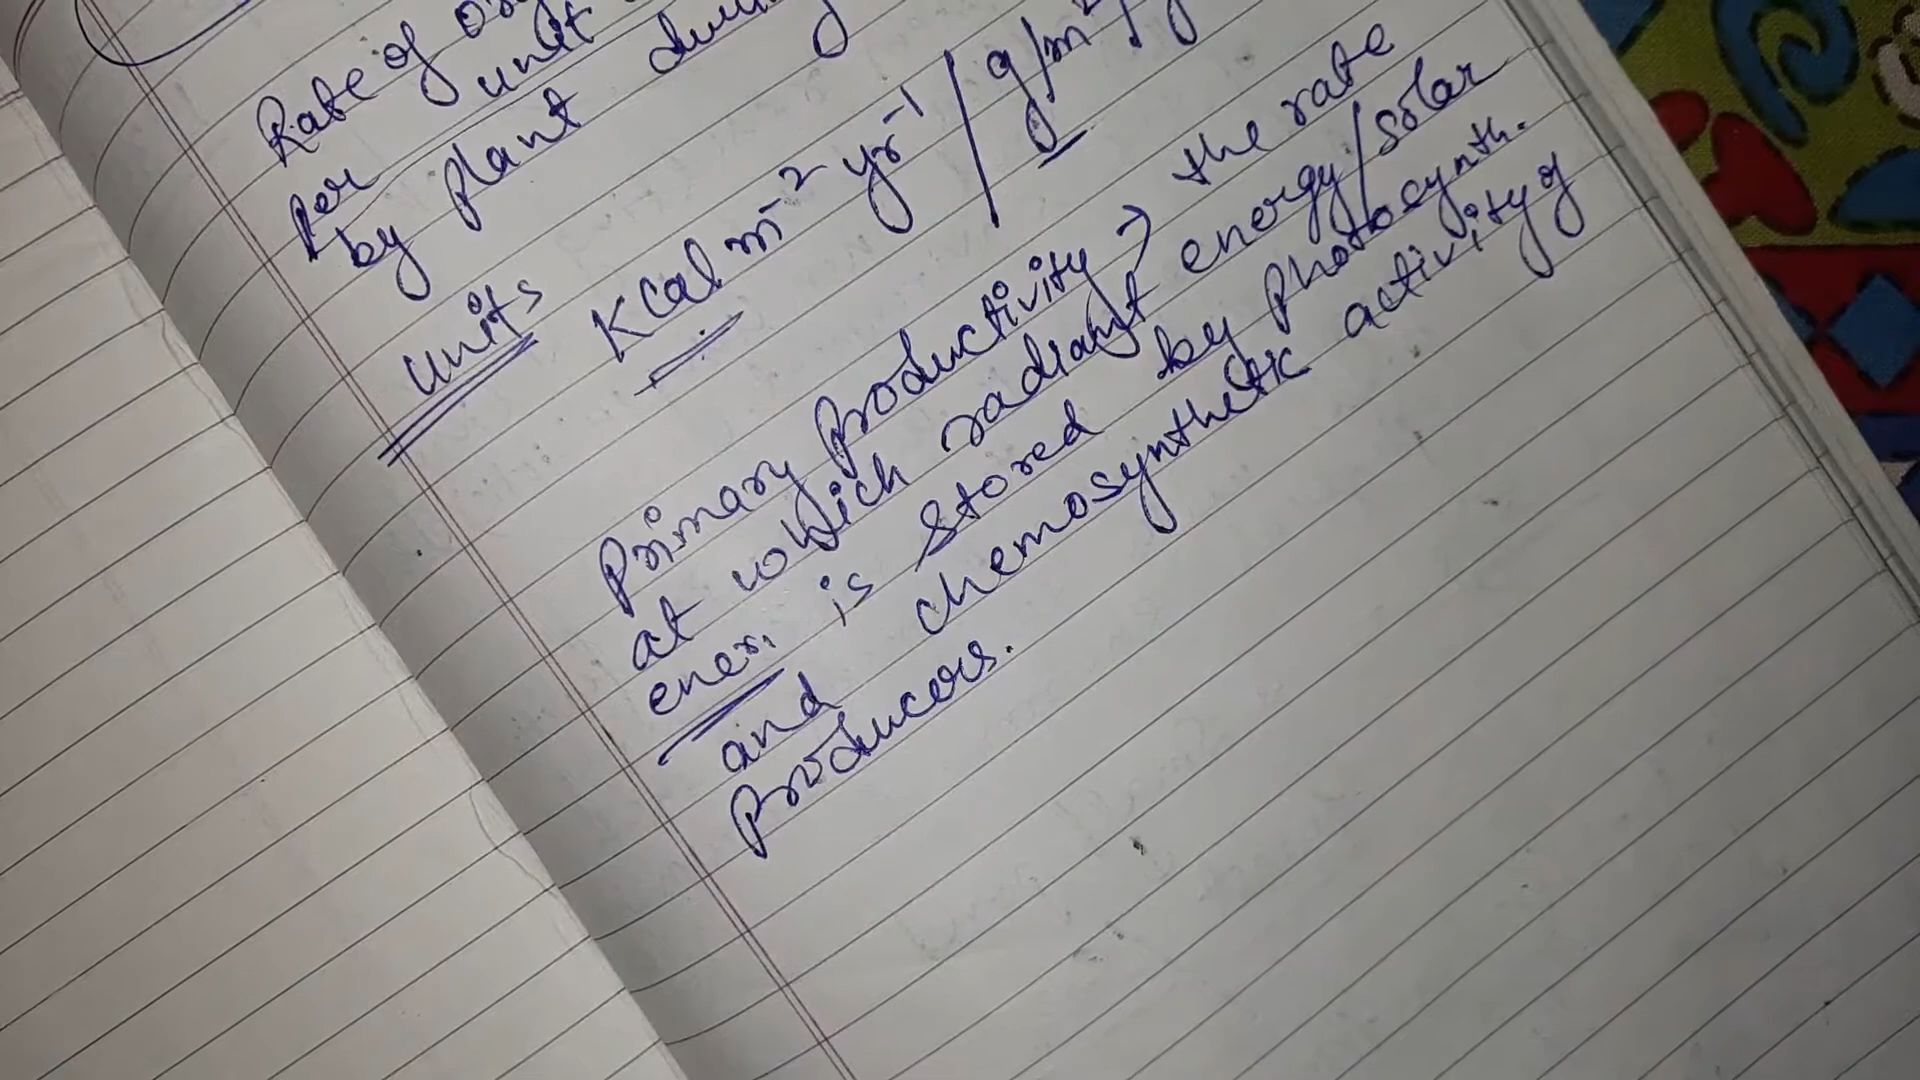 Rate of
per unit
by plant
units Kcal m⁻² yr⁻¹ / g/m²/
Primary productivity → the rate
at which radiant energy/solar
ener. is stored by photosynth.
and chemosynthetic activity of
producers.